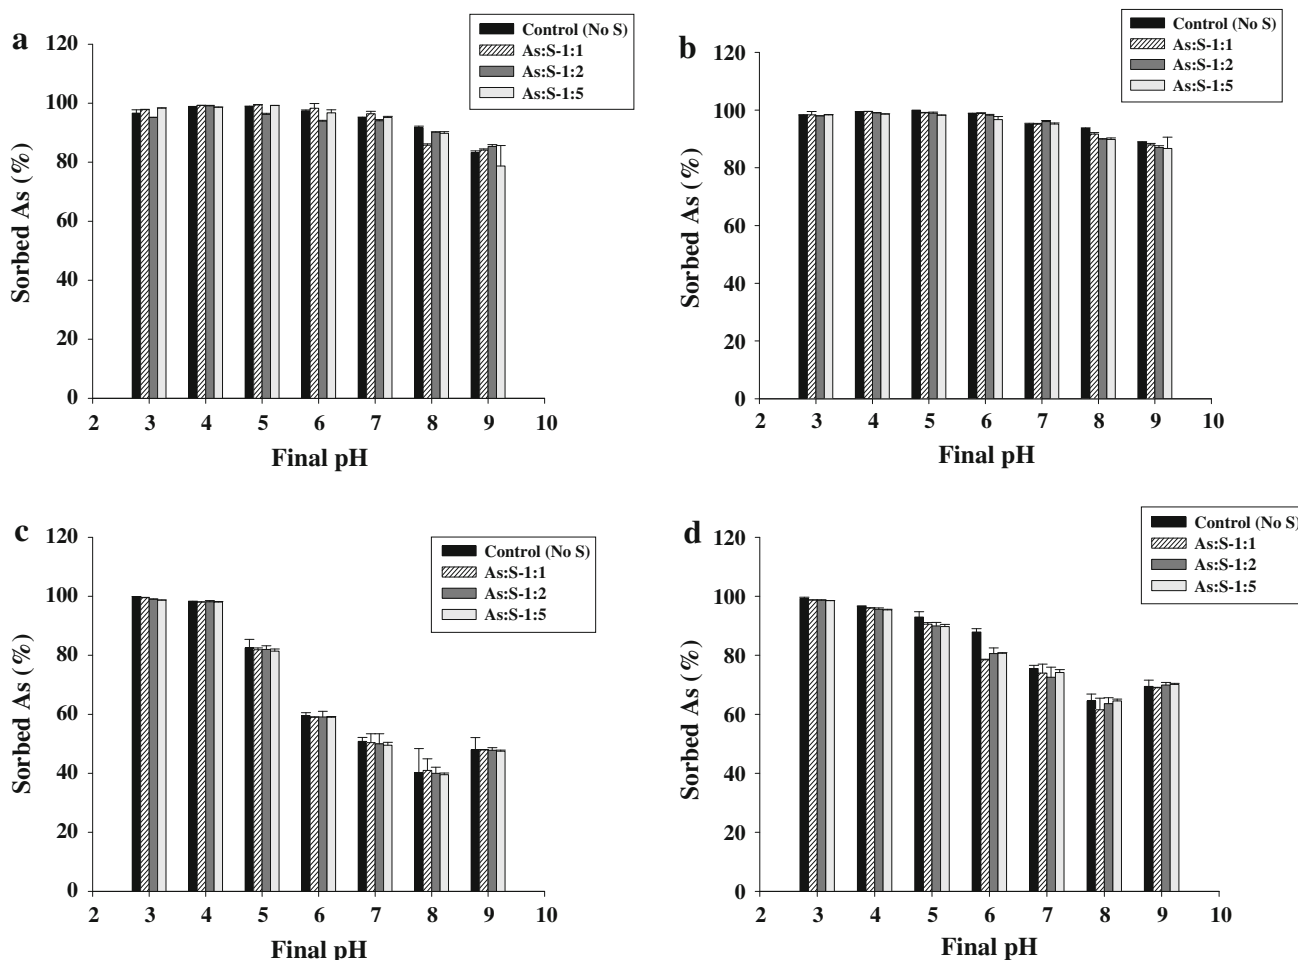 a
120
100
80
60
40
20
0
Sorbed As (%)
2 3 4 5 6 7 8 9 10
Final pH
Control (No S)
As:S-1:1
As:S-1:2
As:S-1:5
b
120
100
80
60
40
20
0
Sorbed As (%)
2 3 4 5 6 7 8 9 10
Final pH
Control (No S)
As:S-1:1
As:S-1:2
As:S-1:5
c
120
100
80
60
40
20
0
Sorbed As (%)
2 3 4 5 6 7 8 9 10
Final pH
Control (No S)
As:S-1:1
As:S-1:2
As:S-1:5
d
120
100
80
60
40
20
0
Sorbed As (%)
2 3 4 5 6 7 8 9 10
Final pH
Control (No S)
As:S-1:1
As:S-1:2
As:S-1:5